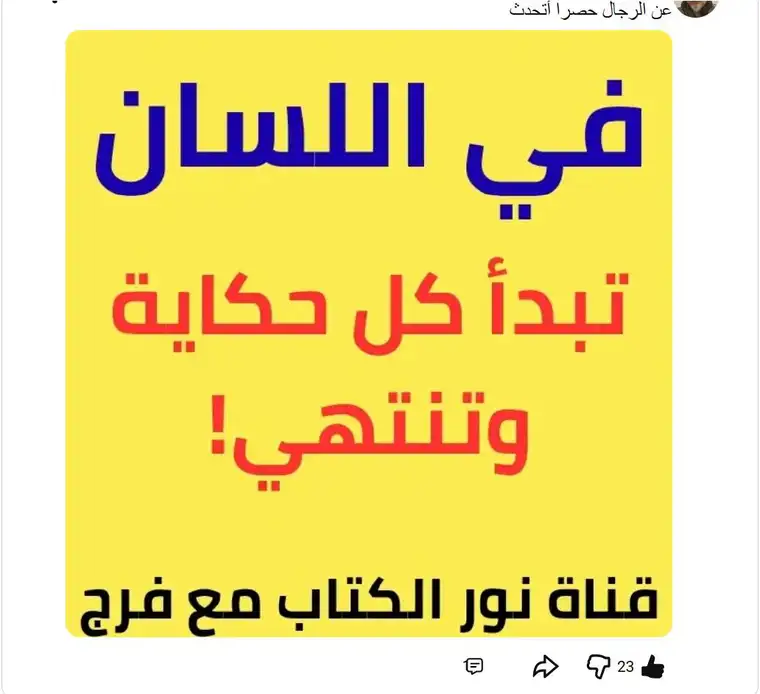 عن الرجال حصرا أتحدث
في اللسان
تبدأ كل حكاية
وتنتهي!
قناة نور الكتاب مع فرج
23